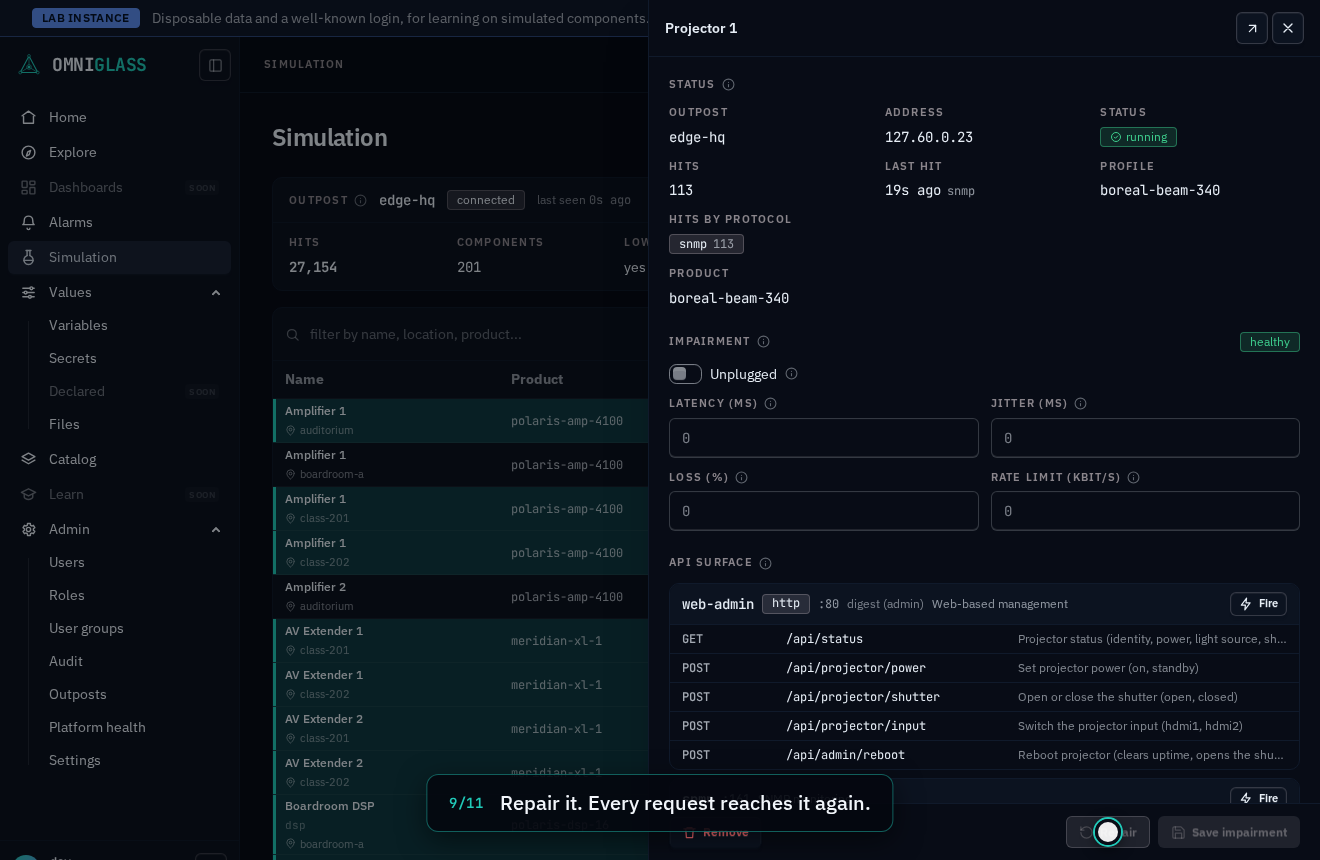 LAB INSTANCE Disposable data and a well-known login, for learning on simulated components.
OMNIGLASS
Home
Explore
Dashboards SOON
Alarms
Simulation
Values
Variables
Secrets
Declared SOON
Files
Catalog
Learn SOON
Admin
Users
Roles
User groups
Audit
Outposts
Platform health
Settings
dev
SIMULATION
Simulation
OUTPOST edge-hq connected last seen 0s ago
HITS COMPONENTS LOW
27,154 201 yes
filter by name, location, product...
Name Product
Amplifier 1
auditorium
polaris-amp-4100
Amplifier 1
boardroom-a
polaris-amp-4100
Amplifier 1
class-201
polaris-amp-4100
Amplifier 1
class-202
polaris-amp-4100
Amplifier 2
auditorium
polaris-amp-4100
AV Extender 1
class-201
meridian-xl-1
AV Extender 1
class-202
meridian-xl-1
AV Extender 2
class-201
meridian-xl-1
AV Extender 2
class-202
meridian-xl-1
Boardroom DSP
dsp
boardroom-a
Projector 1
STATUS
OUTPOST ADDRESS STATUS
edge-hq 127.60.0.23 running
HITS LAST HIT PROFILE
113 19s ago snmp boreal-beam-340
HITS BY PROTOCOL
snmp 113
PRODUCT
boreal-beam-340
IMPAIRMENT healthy
Unplugged
LATENCY (MS) JITTER (MS)
0 0
LOSS (%) RATE LIMIT (KBIT/S)
0 0
API SURFACE
web-admin http :80 digest (admin) Web-based management Fire
GET /api/status Projector status (identity, power, light source, sh...
POST /api/projector/power Set projector power (on, standby)
POST /api/projector/shutter Open or close the shutter (open, closed)
POST /api/projector/input Switch the projector input (hdmi1, hdmi2)
POST /api/admin/reboot Reboot projector (clears uptime, opens the shu...
Fire
9/11 Repair it. Every request reaches it again.
Remove Save impairment